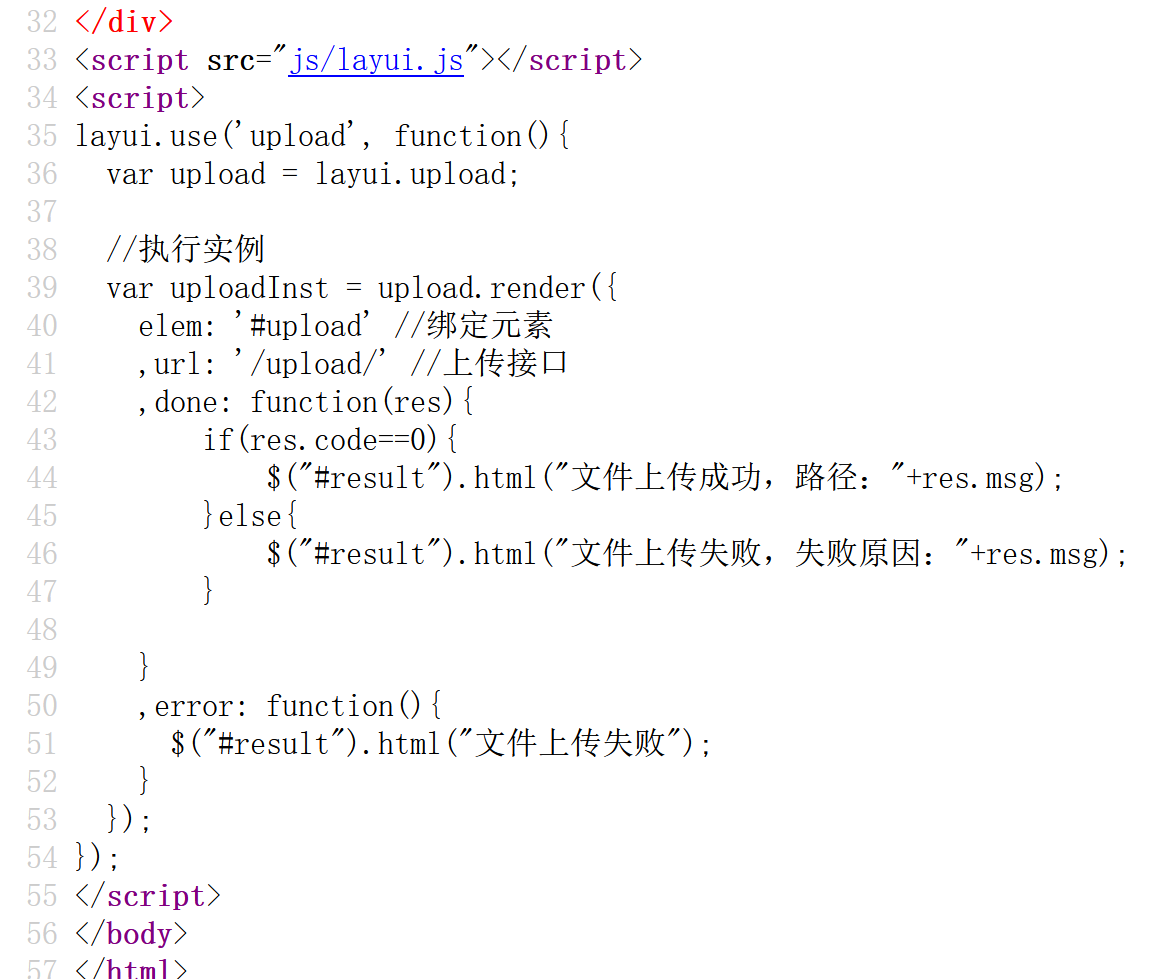 32 </div>
33 <script src="js/layui.js"></script>
34 <script>
35 layui.use('upload', function(){
36   var upload = layui.upload;
37
38   //执行实例
39   var uploadInst = upload.render({
40     elem: '#upload' //绑定元素
41     ,url: '/upload/' //上传接口
42     ,done: function(res){
43         if(res.code==0){
44             $("#result").html("文件上传成功，路径："+res.msg);
45         }else{
46             $("#result").html("文件上传失败，失败原因："+res.msg);
47         }
48
49     }
50     ,error: function(){
51       $("#result").html("文件上传失败");
52     }
53   });
54 });
55 </script>
56 </body>
57 </html>